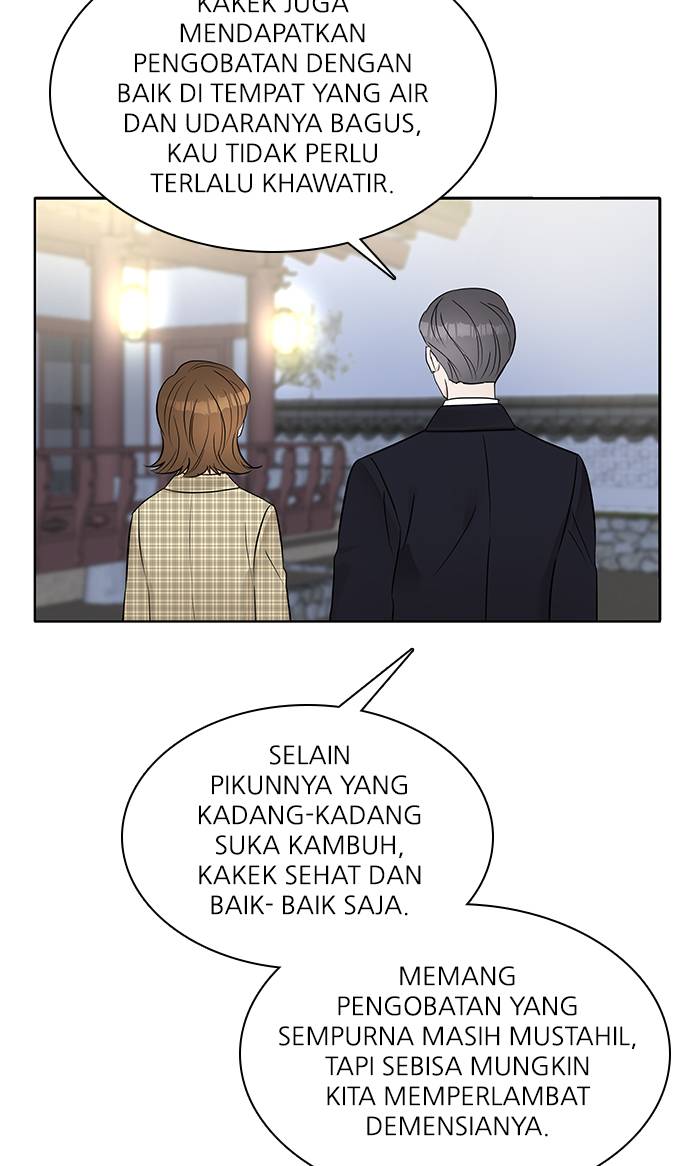 KAKEK JUGA
MENDAPATKAN
PENGOBATAN DENGAN
BAIK DI TEMPAT YANG AIR
DAN UDARANYA BAGUS,
KAU TIDAK PERLU
TERLALU KHAWATIR.
SELAIN
PIKUNNYA YANG
KADANG-KADANG
SUKA KAMBUH,
KAKEK SEHAT DAN
BAIK- BAIK SAJA.
MEMANG
PENGOBATAN YANG
SEMPURNA MASIH MUSTAHIL,
TAPI SEBISA MUNGKIN
KITA MEMPERLAMBAT
DEMENSIANYA.